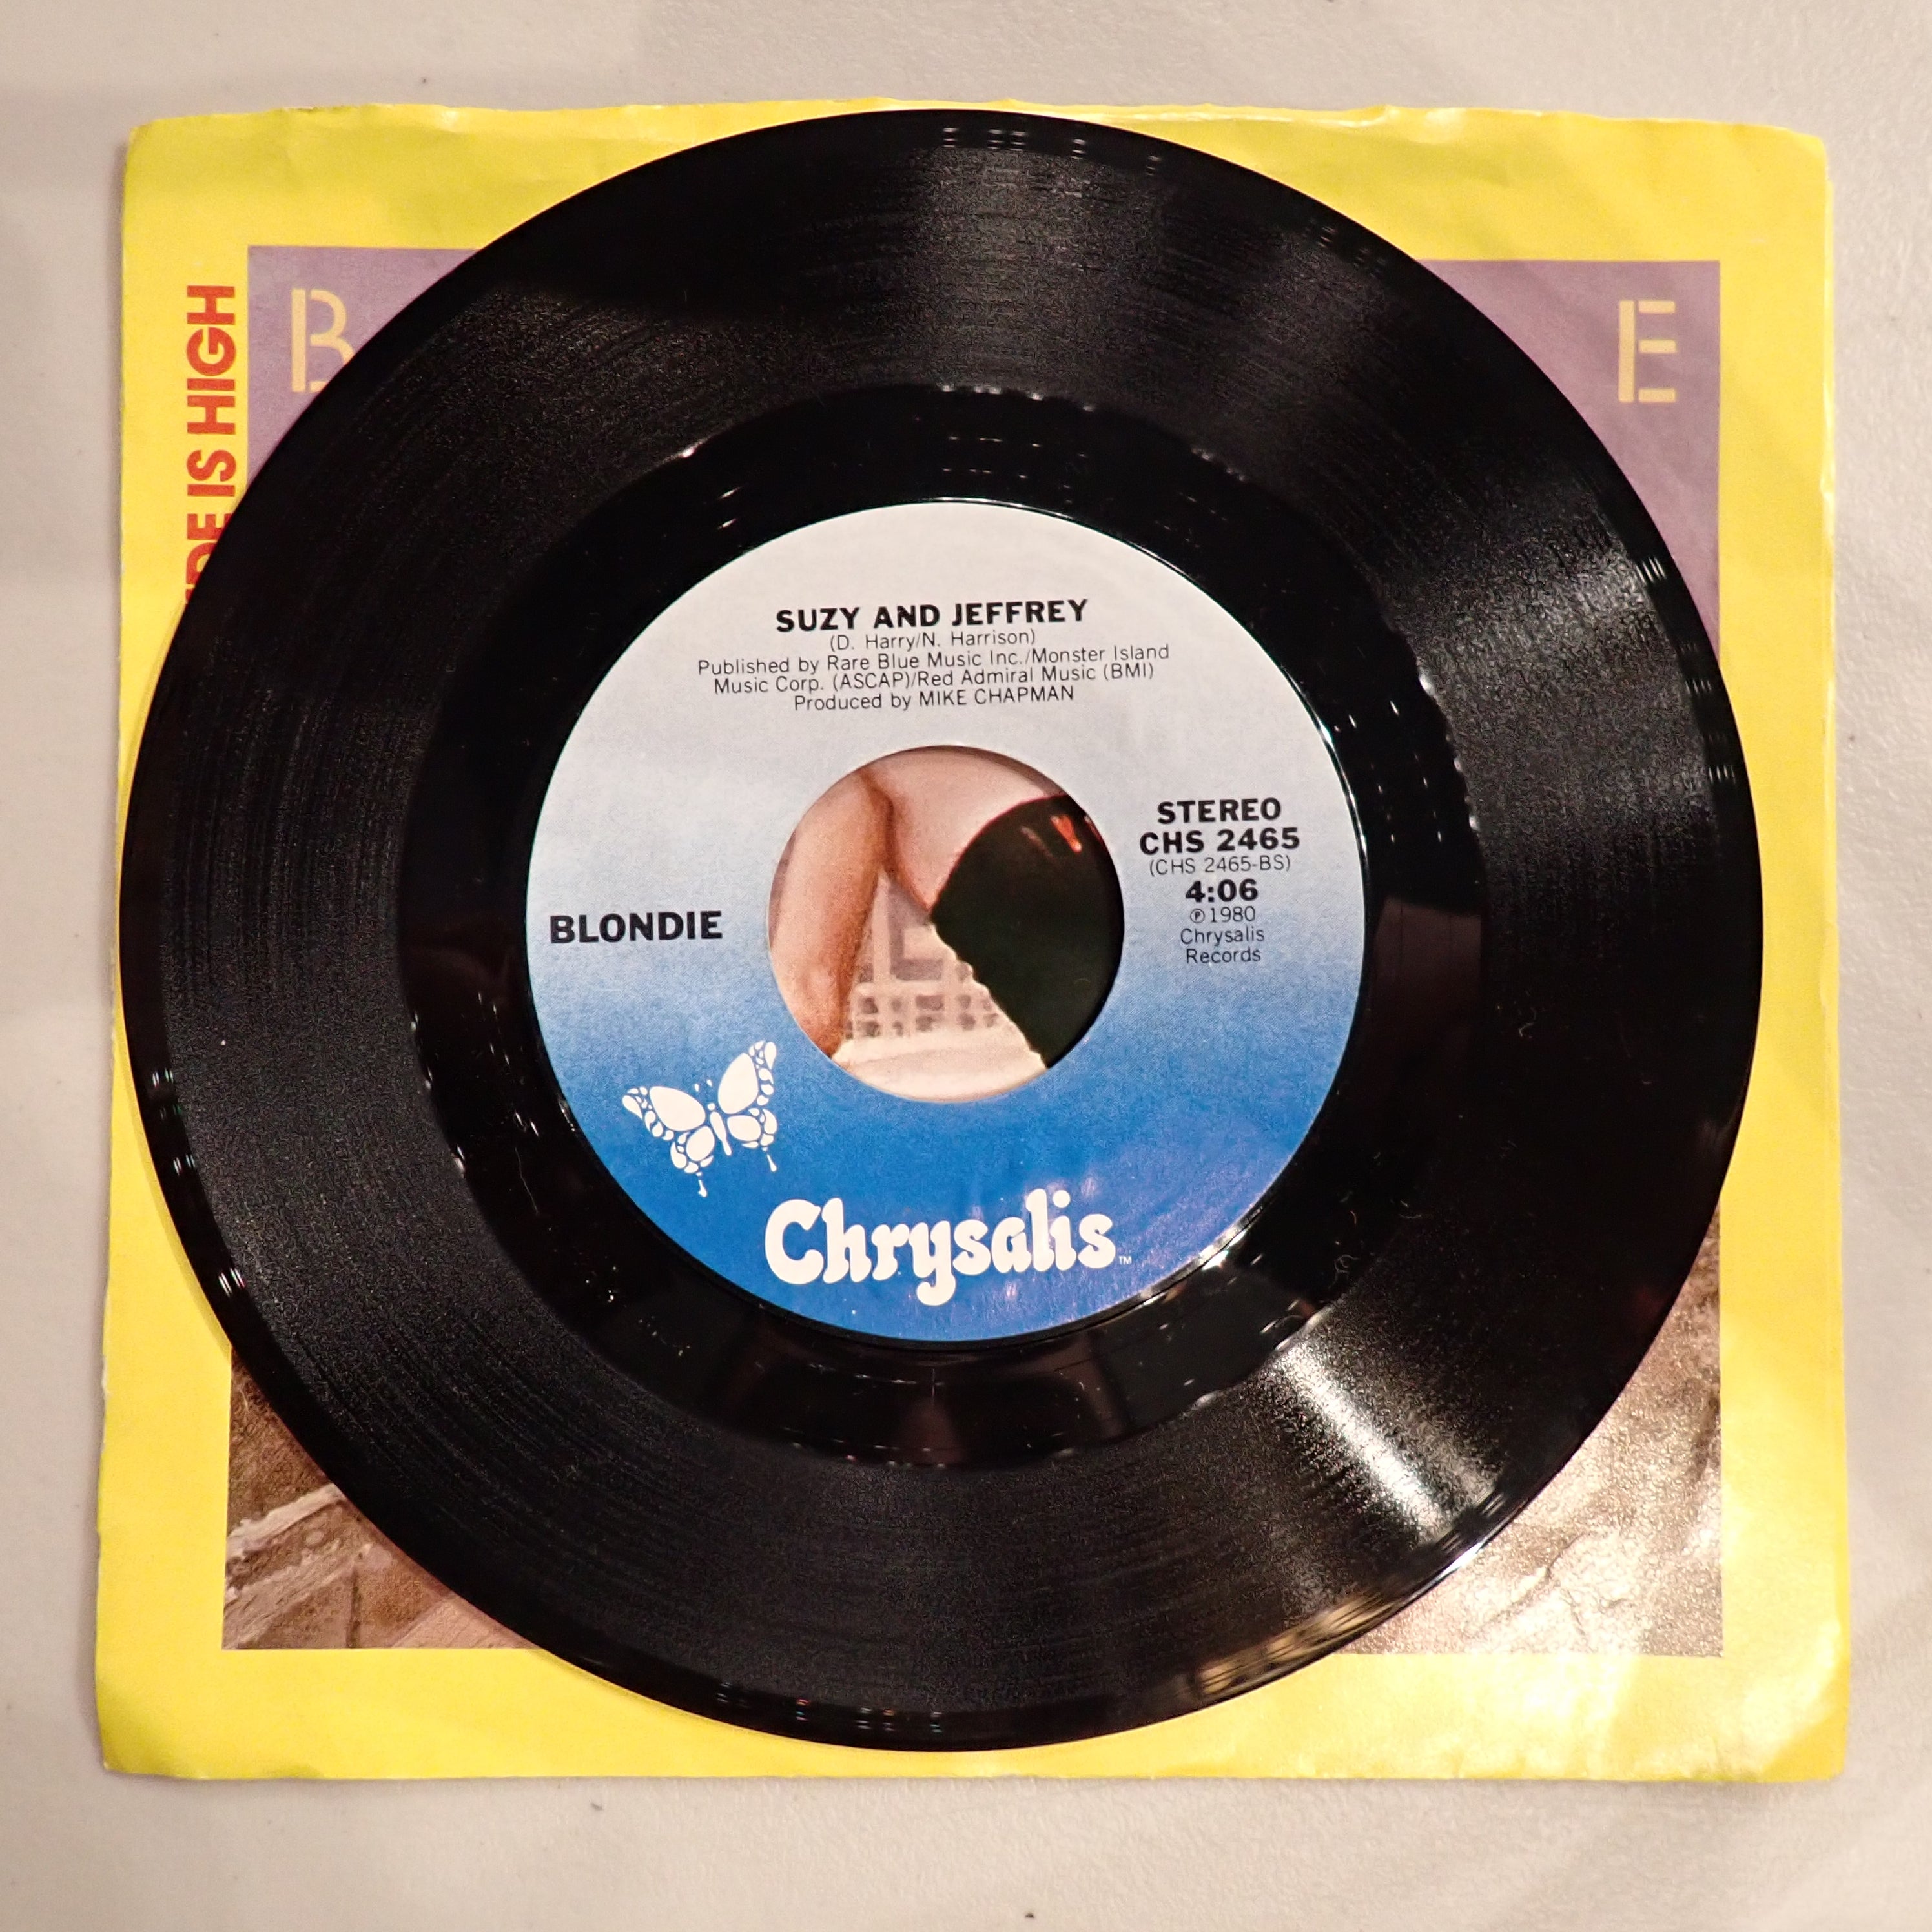 IS HIGH
B
E
SUZY AND JEFFREY
(D. Harry/N. Harrison)
Published by Rare Blue Music Inc./Monster Island
Music Corp. (ASCAP)/Red Admiral Music (BMI)
Produced by MIKE CHAPMAN
BLONDIE
STEREO
CHS 2465
(CHS 2465-BS)
4:06
℗1980
Chrysalis
Records
Chrysalis™